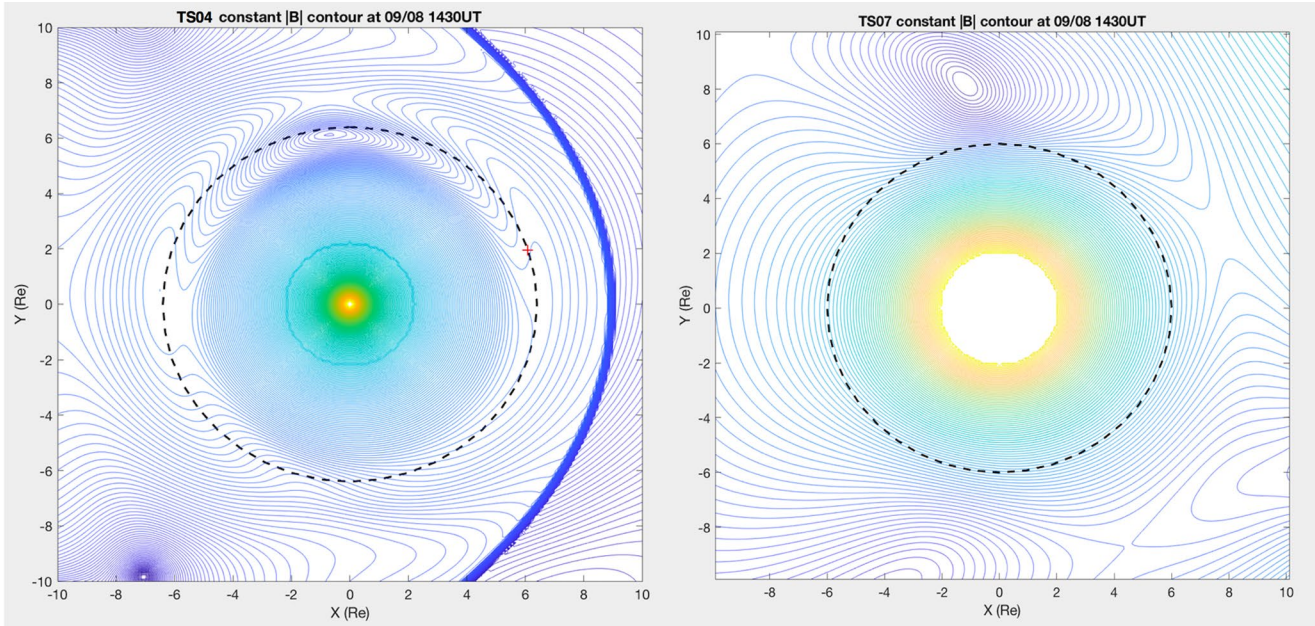 TS04 constant |B| contour at 09/08 1430UT
10
8
6
4
2
0
-2
-4
-6
-8
-10
Y (Re)
-10 -8 -6 -4 -2 0 2 4 6 8 10
X (Re)
TS07 constant |B| contour at 09/08 1430UT
10
8
6
4
2
0
-2
-4
-6
-8
Y (Re)
-8 -6 -4 -2 0 2 4 6 8 10
X (Re)